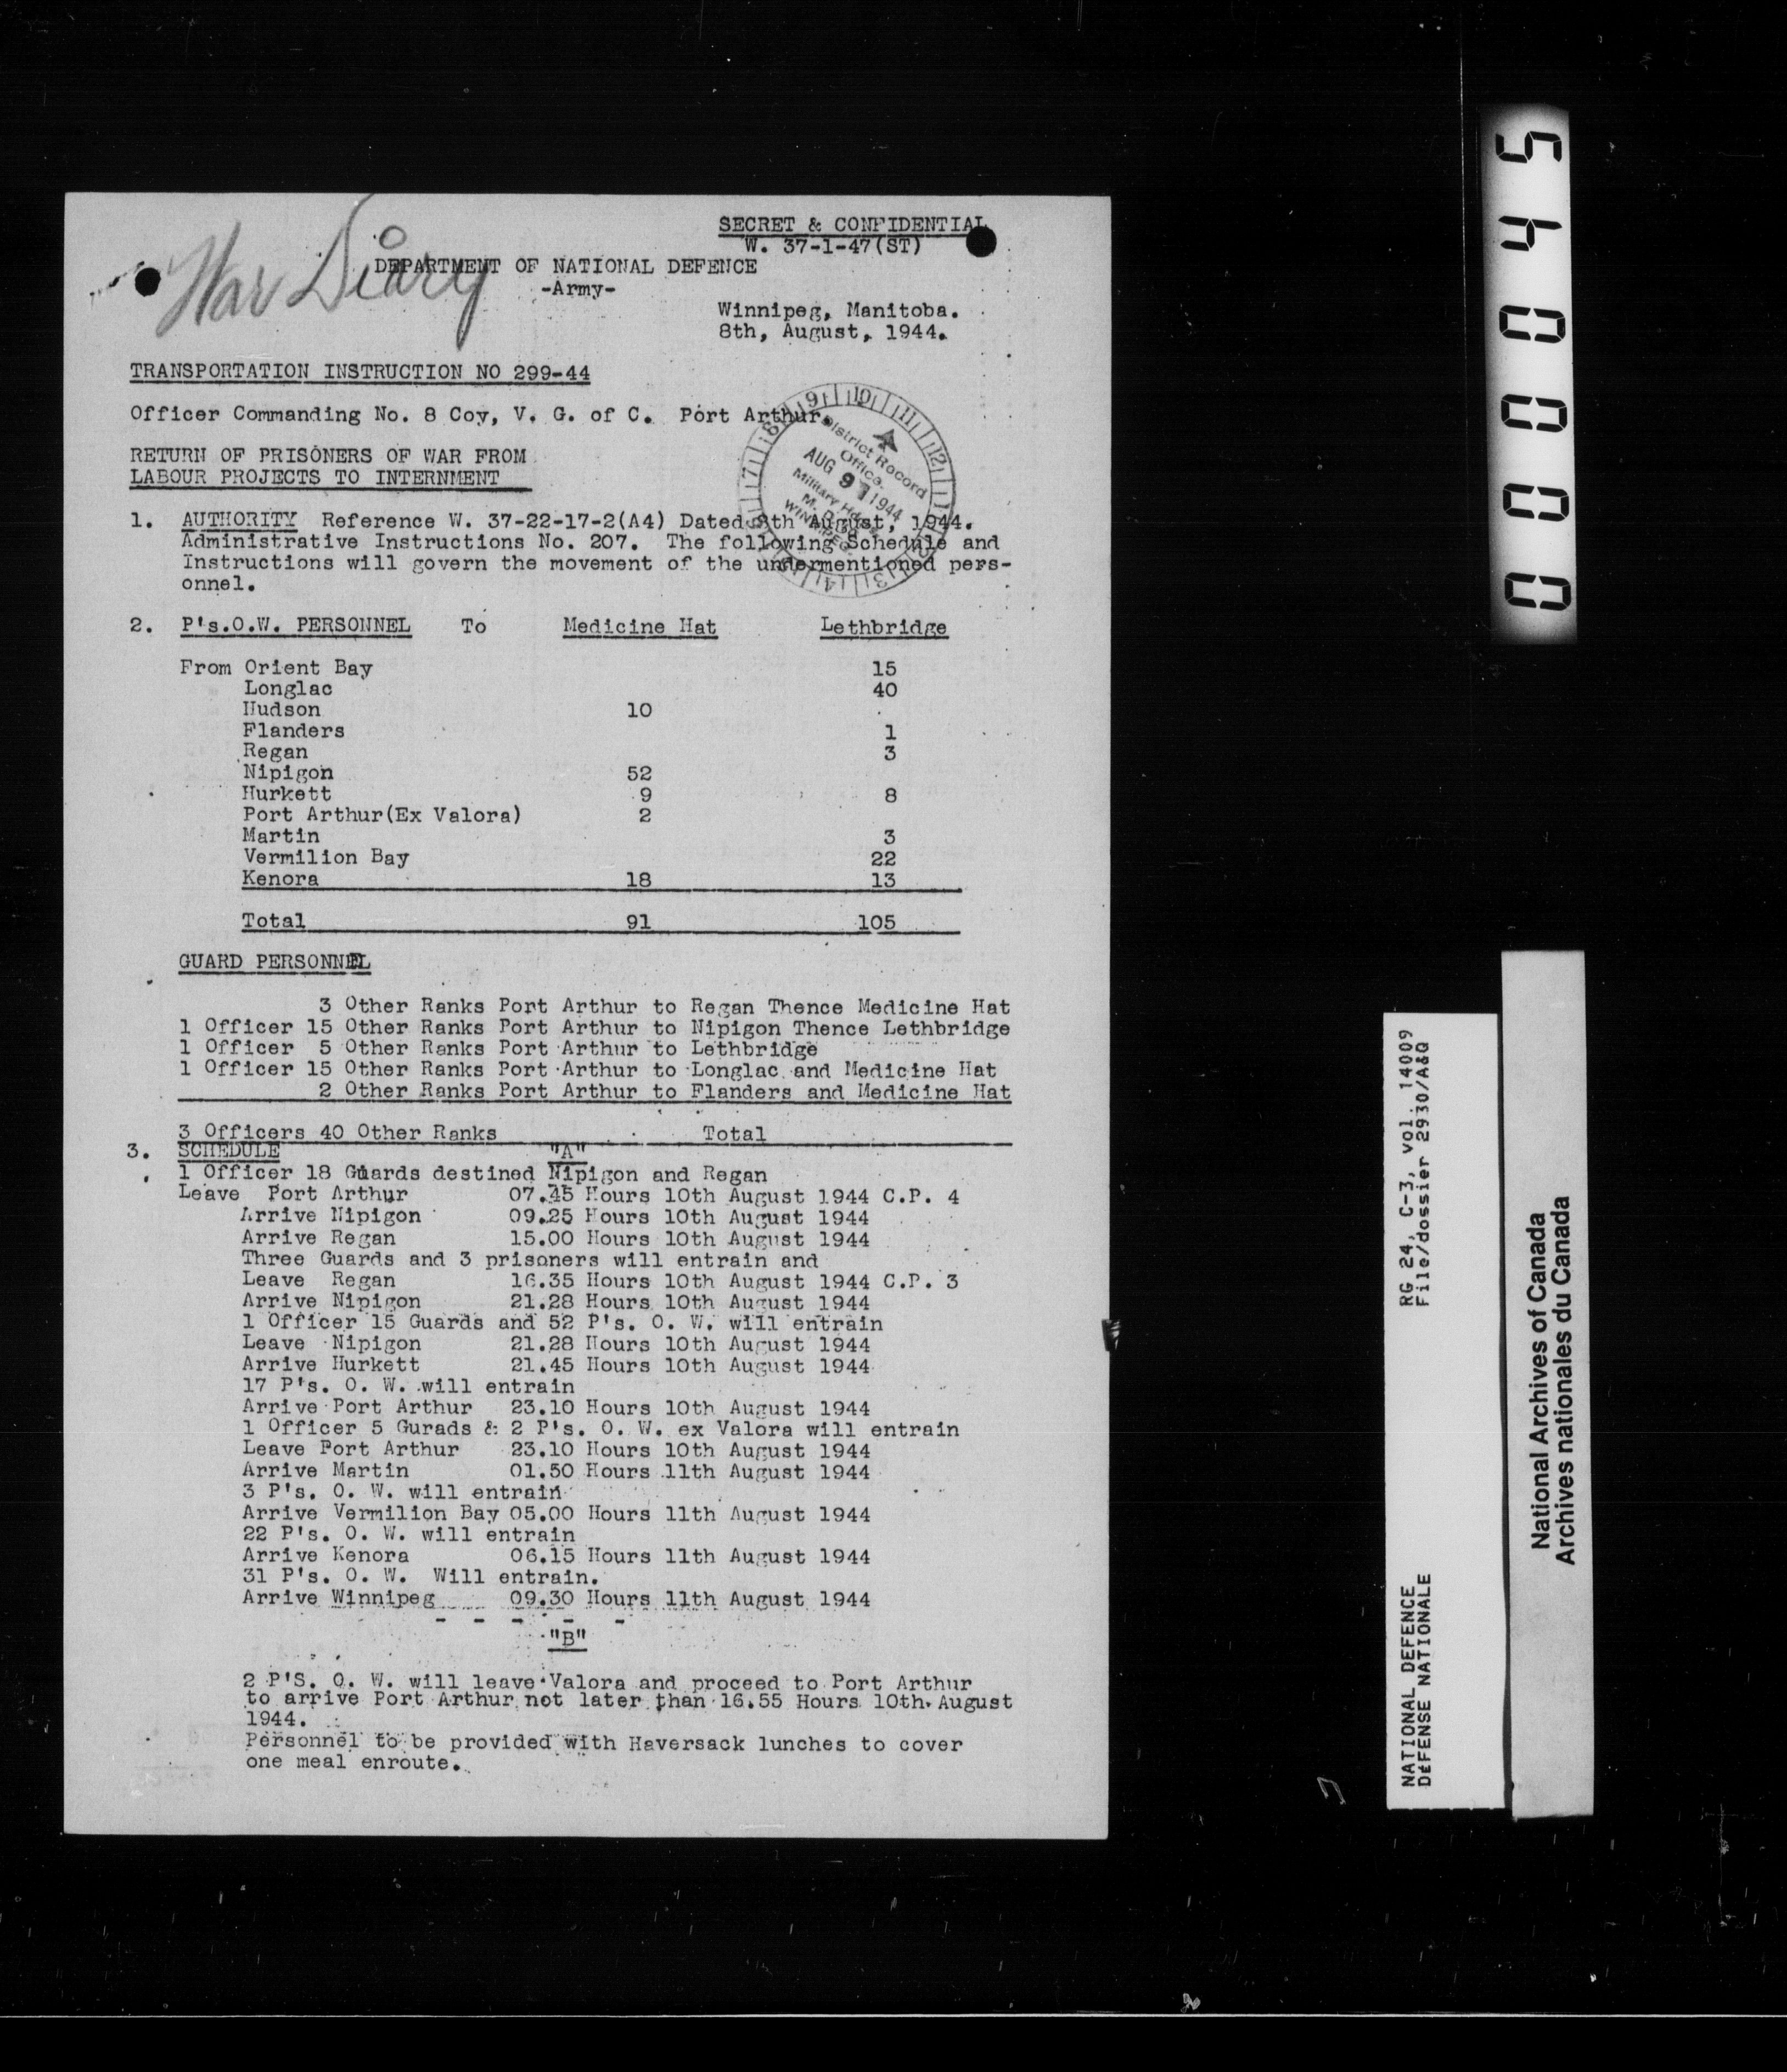 War Diary
SECRET & CONFIDENTIAL
W. 37-1-47(ST)
DEPARTMENT OF NATIONAL DEFENCE
-Army-
Winnipeg, Manitoba.
8th, August, 1944.
TRANSPORTATION INSTRUCTION NO 299-44
Officer Commanding No. 8 Coy, V. G. of C. Port Arthur
RETURN OF PRISONERS OF WAR FROM
LABOUR PROJECTS TO INTERNMENT
District Record
Office.
AUG 9 1944
Military Hdqrs.
WINNIPEG
1. AUTHORITY Reference W. 37-22-17-2(A4) Dated 8th August, 1944.
Administrative Instructions No. 207. The following Schedule and
Instructions will govern the movement of the undermentioned pers-
onnel.
2. P's.O.W. PERSONNEL To Medicine Hat Lethbridge
From Orient Bay 15
Longlac 40
Hudson 10
Flanders 1
Regan 3
Nipigon 52
Hurkett 9 8
Port Arthur(Ex Valora) 2
Martin 3
Vermilion Bay 22
Kenora 18 13
Total 91 105
GUARD PERSONNEL
3 Other Ranks Port Arthur to Regan Thence Medicine Hat
1 Officer 15 Other Ranks Port Arthur to Nipigon Thence Lethbridge
1 Officer 5 Other Ranks Port Arthur to Lethbridge
1 Officer 15 Other Ranks Port Arthur to Longlac and Medicine Hat
2 Other Ranks Port Arthur to Flanders and Medicine Hat
3 Officers 40 Other Ranks Total
3. SCHEDULE "A"
1 Officer 18 Guards destined Nipigon and Regan
Leave Port Arthur 07.45 Hours 10th August 1944 C.P. 4
Arrive Nipigon 09.25 Hours 10th August 1944
Arrive Regan 15.00 Hours 10th August 1944
Three Guards and 3 prisoners will entrain and
Leave Regan 16.35 Hours 10th August 1944 C.P. 3
Arrive Nipigon 21.28 Hours 10th August 1944
1 Officer 15 Guards and 52 P's. O. W. will entrain
Leave Nipigon 21.28 Hours 10th August 1944
Arrive Hurkett 21.45 Hours 10th August 1944
17 P's. O. W. will entrain
Arrive Port Arthur 23.10 Hours 10th August 1944
1 Officer 5 Gurads & 2 P's. O. W. ex Valora will entrain
Leave Port Arthur 23.10 Hours 10th August 1944
Arrive Martin 01.50 Hours 11th August 1944
3 P's. O. W. will entrain
Arrive Vermilion Bay 05.00 Hours 11th August 1944
22 P's. O. W. will entrain
Arrive Kenora 06.15 Hours 11th August 1944
31 P's. O. W. Will entrain.
Arrive Winnipeg 09.30 Hours 11th August 1944
- - - - -
"B"
2 P'S. O. W. will leave Valora and proceed to Port Arthur
to arrive Port Arthur not later than 16.55 Hours 10th August
1944.
Personnel to be provided with Haversack lunches to cover
one meal enroute.
00045
NATIONAL DEFENCE RG 24, C-3, vol. 14009
DEFENSE NATIONALE File/dossier 2930/A&Q
National Archives of Canada
Archives nationales du Canada